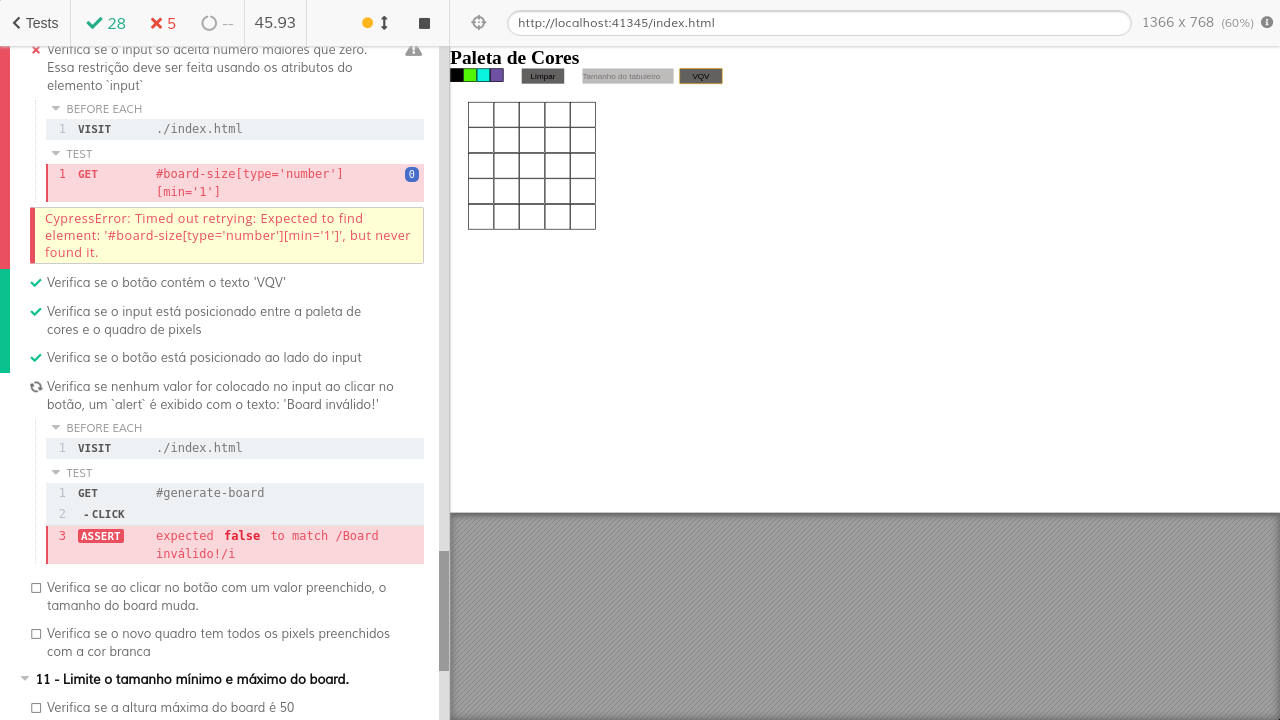 Tests
28
5
--
45.93
http://localhost:41345/index.html
1366 x 768 (60%)
Verifica se o input só aceita número maiores que zero.
Essa restrição deve ser feita usando os atributos do
elemento `input`
BEFORE EACH
1 VISIT ./index.html
TEST
1 GET #board-size[type='number']
[min='1']
0
CypressError: Timed out retrying: Expected to find
element: '#board-size[type='number'][min='1']', but never
found it.
Verifica se o botão contém o texto 'VQV'
Verifica se o input está posicionado entre a paleta de
cores e o quadro de pixels
Verifica se o botão está posicionado ao lado do input
Verifica se nenhum valor for colocado no input ao clicar no
botão, um `alert` é exibido com o texto: 'Board inválido!'
BEFORE EACH
1 VISIT ./index.html
TEST
1 GET #generate-board
2 - CLICK
3 ASSERT expected false to match /Board
inválido!/i
Verifica se ao clicar no botão com um valor preenchido, o
tamanho do board muda.
Verifica se o novo quadro tem todos os pixels preenchidos
com a cor branca
11 - Limite o tamanho mínimo e máximo do board.
Verifica se a altura máxima do board é 50
Paleta de Cores
Limpar
Tamanho do tabuleiro
VQV